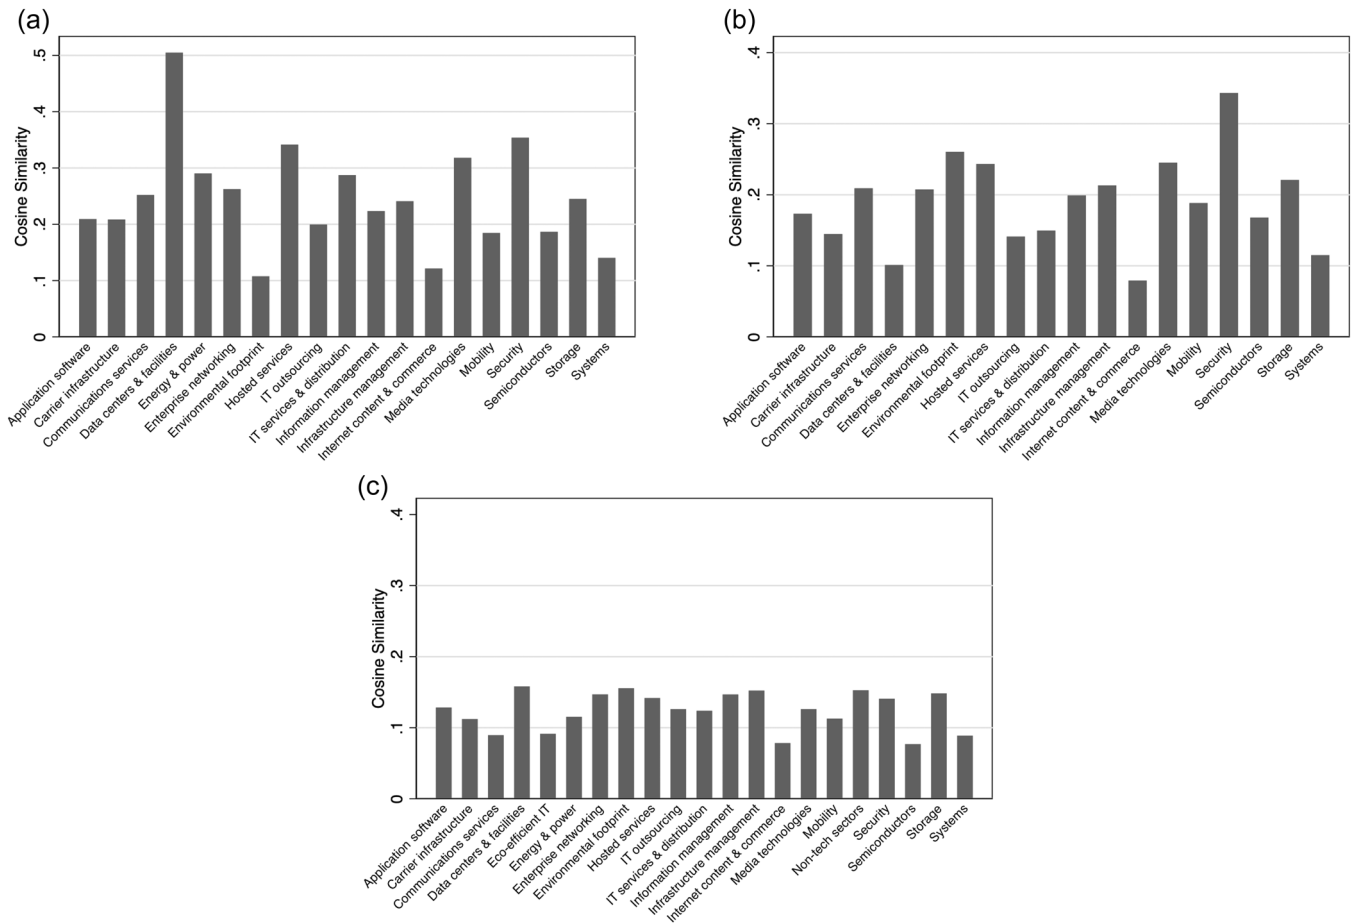 (a)
Cosine Similarity
.5
.4
.3
.2
.1
0
Application software
Carrier infrastructure
Communications services
Data centers & facilities
Energy & power
Enterprise networking
Environmental footprint
Hosted services
IT outsourcing
IT services & distribution
Information management
Infrastructure management
Internet content & commerce
Media technologies
Mobility
Security
Semiconductors
Storage
Systems
(b)
Cosine Similarity
.4
.3
.2
.1
0
Application software
Carrier infrastructure
Communications services
Data centers & facilities
Enterprise networking
Environmental footprint
Hosted services
IT outsourcing
IT services & distribution
Information management
Infrastructure management
Internet content & commerce
Media technologies
Mobility
Security
Semiconductors
Storage
Systems
(c)
Cosine Similarity
.4
.3
.2
.1
0
Application software
Carrier infrastructure
Communications services
Data centers & facilities
Eco-efficient IT
Energy & power
Enterprise networking
Environmental footprint
Hosted services
IT outsourcing
IT services & distribution
Information management
Infrastructure management
Internet content & commerce
Media technologies
Mobility
Non-tech sectors
Security
Semiconductors
Storage
Systems